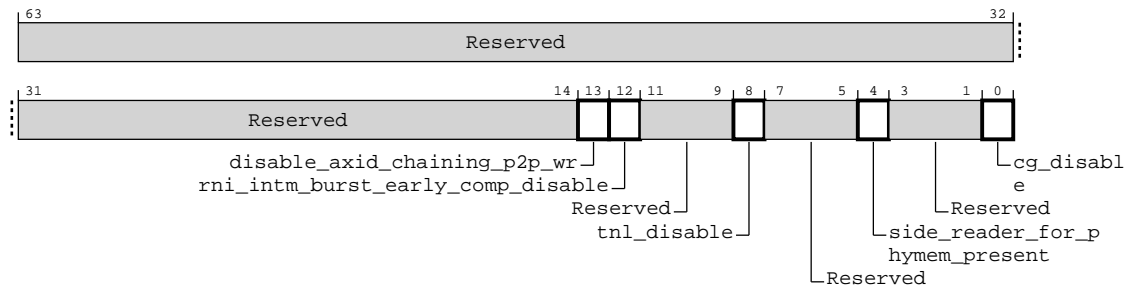 63 32
Reserved
31 14 13 12 11 9 8 7 5 4 3 1 0
Reserved
disable_axid_chaining_p2p_wr cg_disabl
rni_intm_burst_early_comp_disable e
Reserved Reserved
tnl_disable side_reader_for_p
hymem_present
Reserved